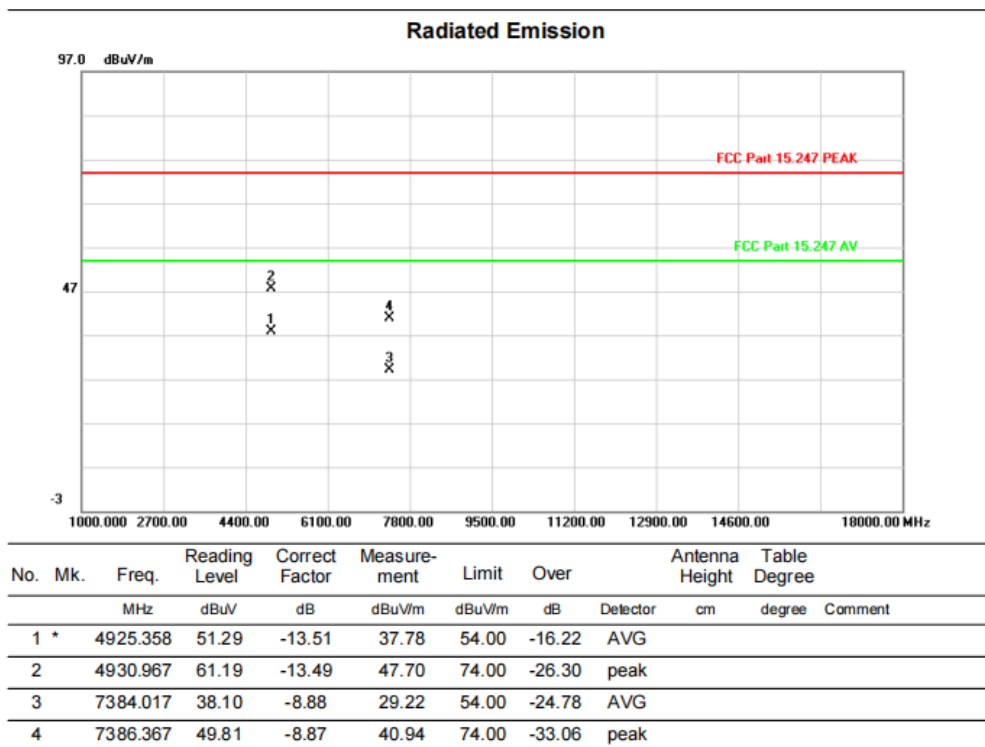 Radiated Emission
97.0 dBuV/m
FCC Part 15.247 PEAK
FCC Part 15.247 AV
2
47
4
1
3
-3
1000.000 2700.00 4400.00 6100.00 7800.00 9500.00 11200.00 12900.00 14600.00 18000.00 MHz
No. Mk. Freq. Reading Level Correct Factor Measure-ment Limit Over Antenna Height Table Degree
MHz dBuV dB dBuV/m dBuV/m dB Detector cm degree Comment
1 * 4925.358 51.29 -13.51 37.78 54.00 -16.22 AVG
2 4930.967 61.19 -13.49 47.70 74.00 -26.30 peak
3 7384.017 38.10 -8.88 29.22 54.00 -24.78 AVG
4 7386.367 49.81 -8.87 40.94 74.00 -33.06 peak